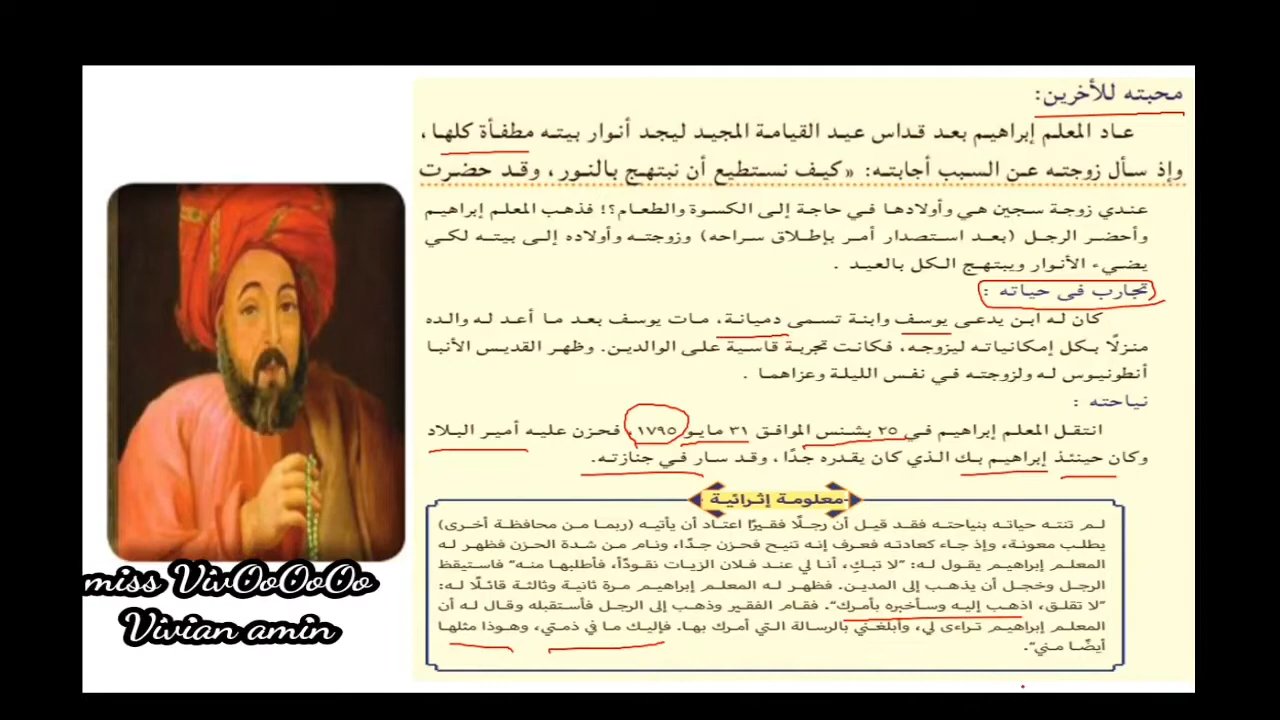 محبته للأخرين:
عاد المعلم إبراهيم بعد قداس عيد القيامة المجيد ليجد أنوار بيته مطفأة كلها،
وإذ سأل زوجته عن السبب أجابته: «كيف نستطيع أن نبتهج بالنور، وقد حضرت
عندي زوجة سجين هي وأولادها في حاجة إلى الكسوة والطعام؟! فذهب المعلم إبراهيم
وأحضر الرجل (بعد استصدار أمر بإطلاق سراحه) وزوجته وأولاده إلى بيته لكي
يضيء الأنوار ويبتهج الكل بالعيد .
تجارب فى حياته :
كان له ابن يدعى يوسف وابنة تسمى دميانة، مات يوسف بعد ما أعد له والده
منزلًا بكل إمكانياته ليزوجه، فكانت تجربة قاسية على الوالدين. وظهر القديس الأنبا
أنطونيوس له ولزوجته في نفس الليلة وعزاهما .
نياحته :
انتقل المعلم إبراهيم في ٢٥ بشنس الموافق ٣١ مايو ١٧٩٥، فحزن عليه أمير البلاد
وكان حينئذ إبراهيم بك الذي كان يقدره جدًا، وقد سار في جنازته.
معلومة إثرائية
لم تنته حياته بنياحته فقد قيل أن رجلًا فقيرًا اعتاد أن يأتيه (ربما من محافظة أخرى)
يطلب معونة، وإذ جاء كعادته فعرف إنه تنيح فحزن جدًا، ونام من شدة الحزن فظهر له
المعلم إبراهيم يقول له: "لا تبكِ، أنا لي عند فلان الزيات نقودًا، فأطلبها منه" فاستيقظ
الرجل وخجل أن يذهب إلى المدين. فظهر له المعلم إبراهيم مرة ثانية وثالثة قائلًا له:
"لا تقلق، اذهب إليه وسأخبره بأمرك". فقام الفقير وذهب إلى الرجل فأستقبله وقال له أن
المعلم إبراهيم تراءى لي، وأبلغني بالرسالة التي أمرك بها. فإليك ما في ذمتي، وهوذا مثلها
أيضًا مني".
miss VivOoOoOoOo
Vivian amin